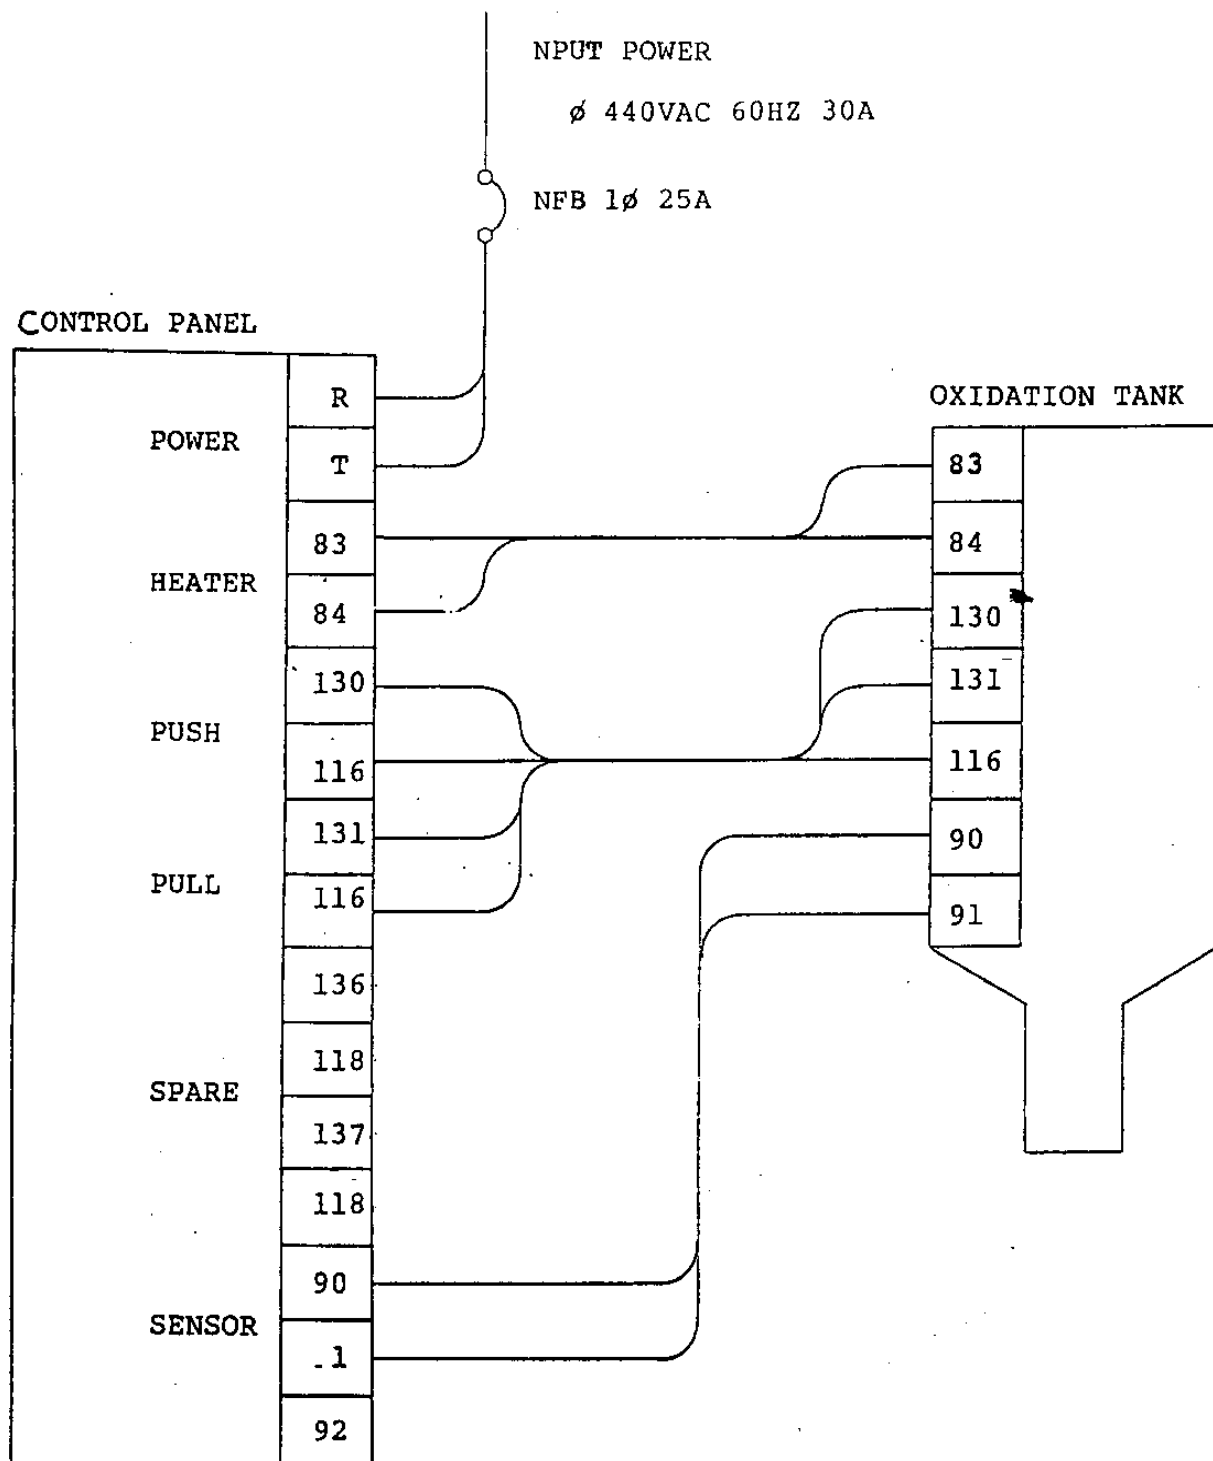 NPUT POWER
ø 440VAC 60HZ 30A
NFB 1ø 25A
CONTROL PANEL
R
POWER
T
83
HEATER
84
130
PUSH
116
131
PULL
116
136
118
SPARE
137
118
90
SENSOR
1
92
OXIDATION TANK
83
84
130
131
116
90
91